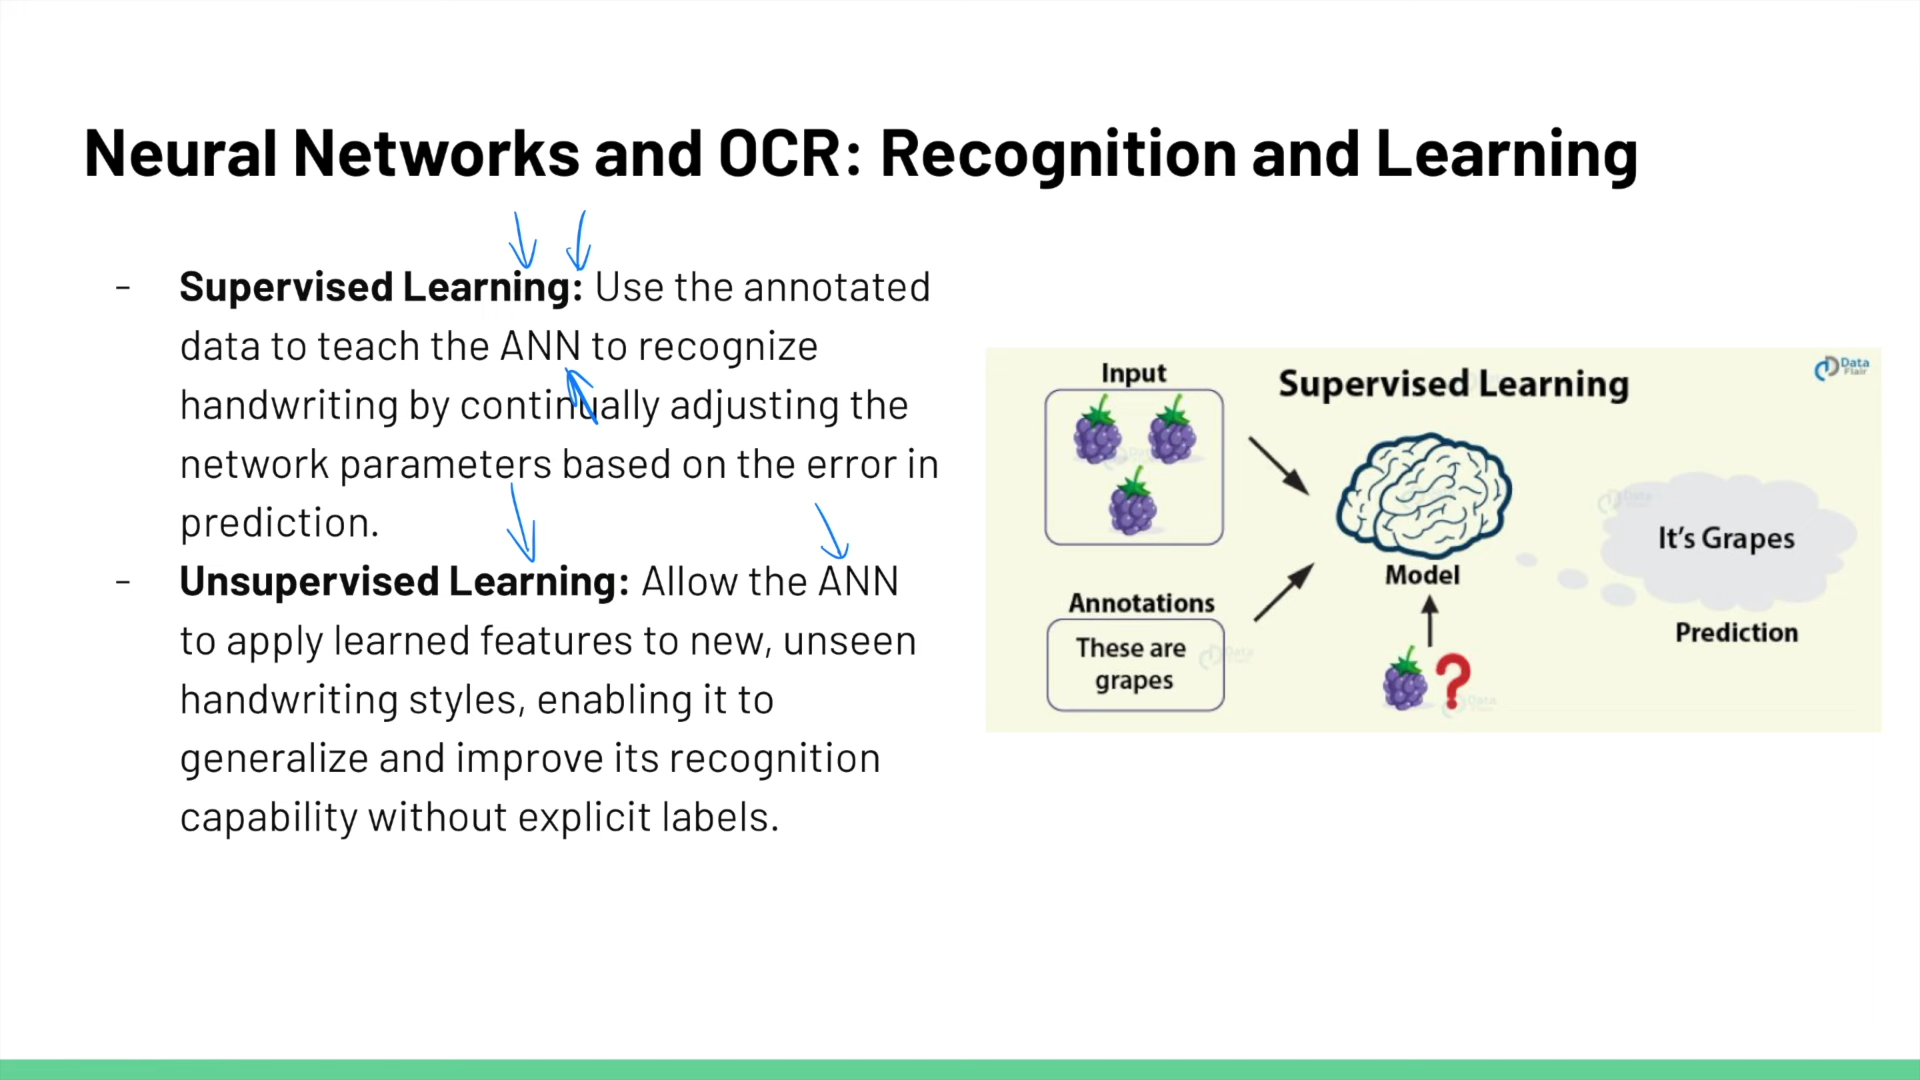 Neural Networks and OCR: Recognition and Learning
- Supervised Learning: Use the annotated
data to teach the ANN to recognize
handwriting by continually adjusting the
network parameters based on the error in
prediction.
- Unsupervised Learning: Allow the ANN
to apply learned features to new, unseen
handwriting styles, enabling it to
generalize and improve its recognition
capability without explicit labels.
Input
Supervised Learning
Data
Flair
Model
It's Grapes
Annotations
These are
grapes
Prediction
?